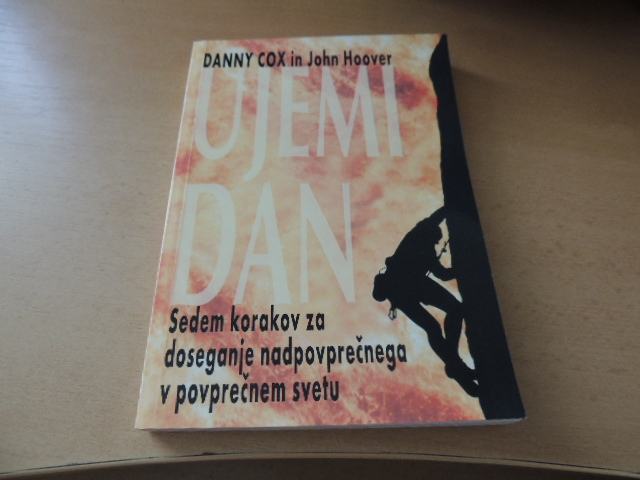 DANNY COX in John Hoover
UJEMI
DAN
Sedem korakov za
doseganje nadpovprečnega
v povprečnem svetu